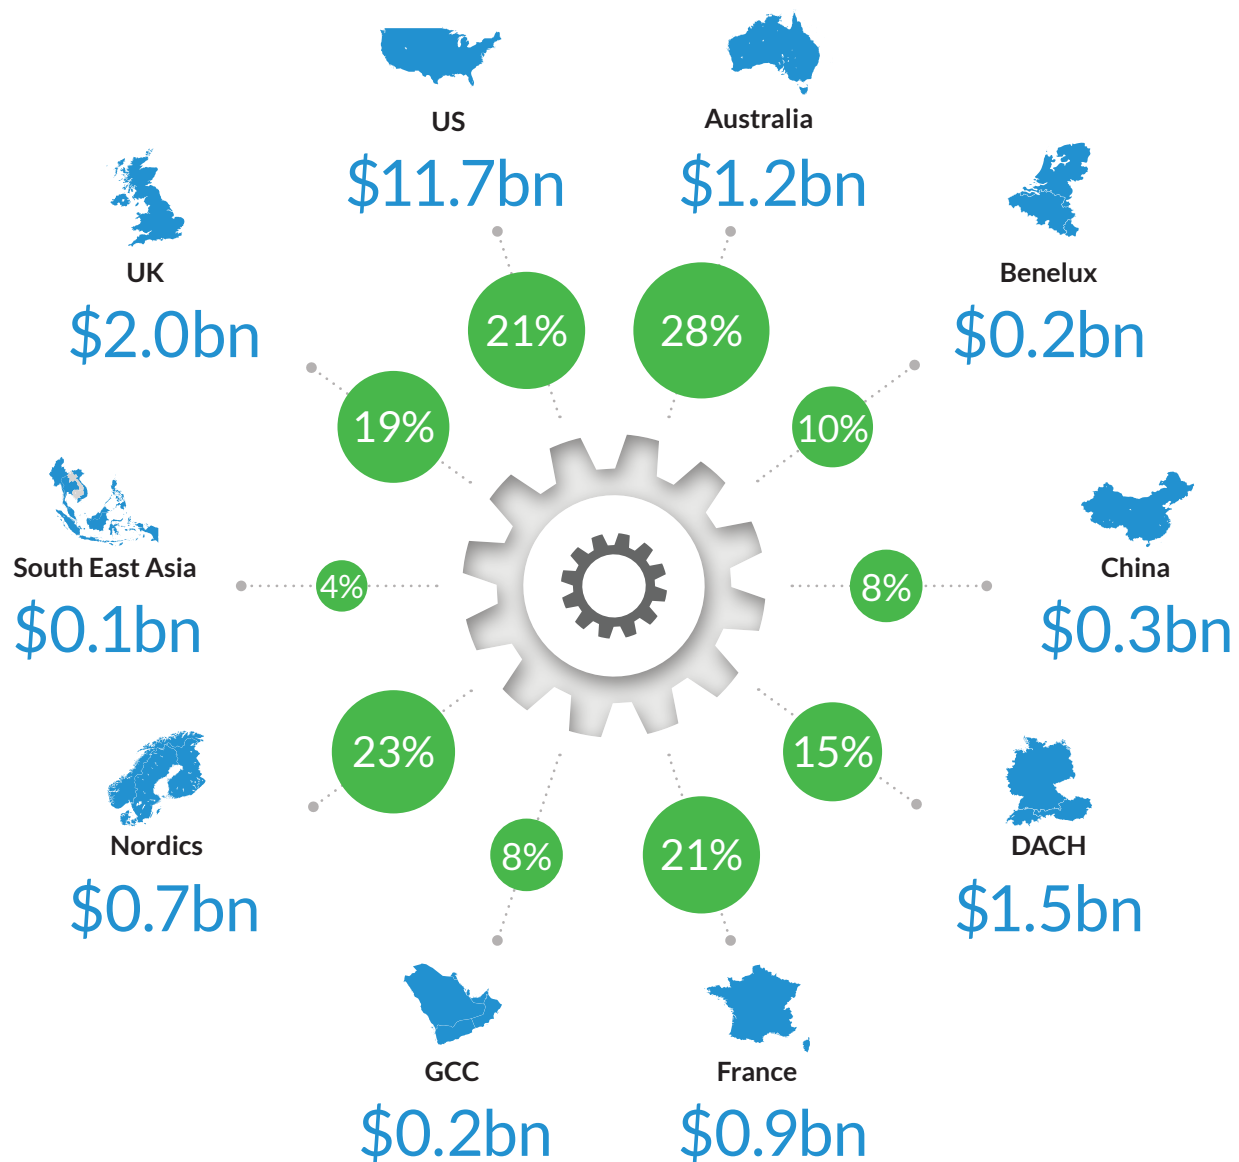 US
$11.7bn
21%
Australia
$1.2bn
28%
Benelux
$0.2bn
10%
China
$0.3bn
8%
DACH
$1.5bn
15%
France
$0.9bn
21%
GCC
$0.2bn
8%
Nordics
$0.7bn
23%
South East Asia
$0.1bn
4%
UK
$2.0bn
19%